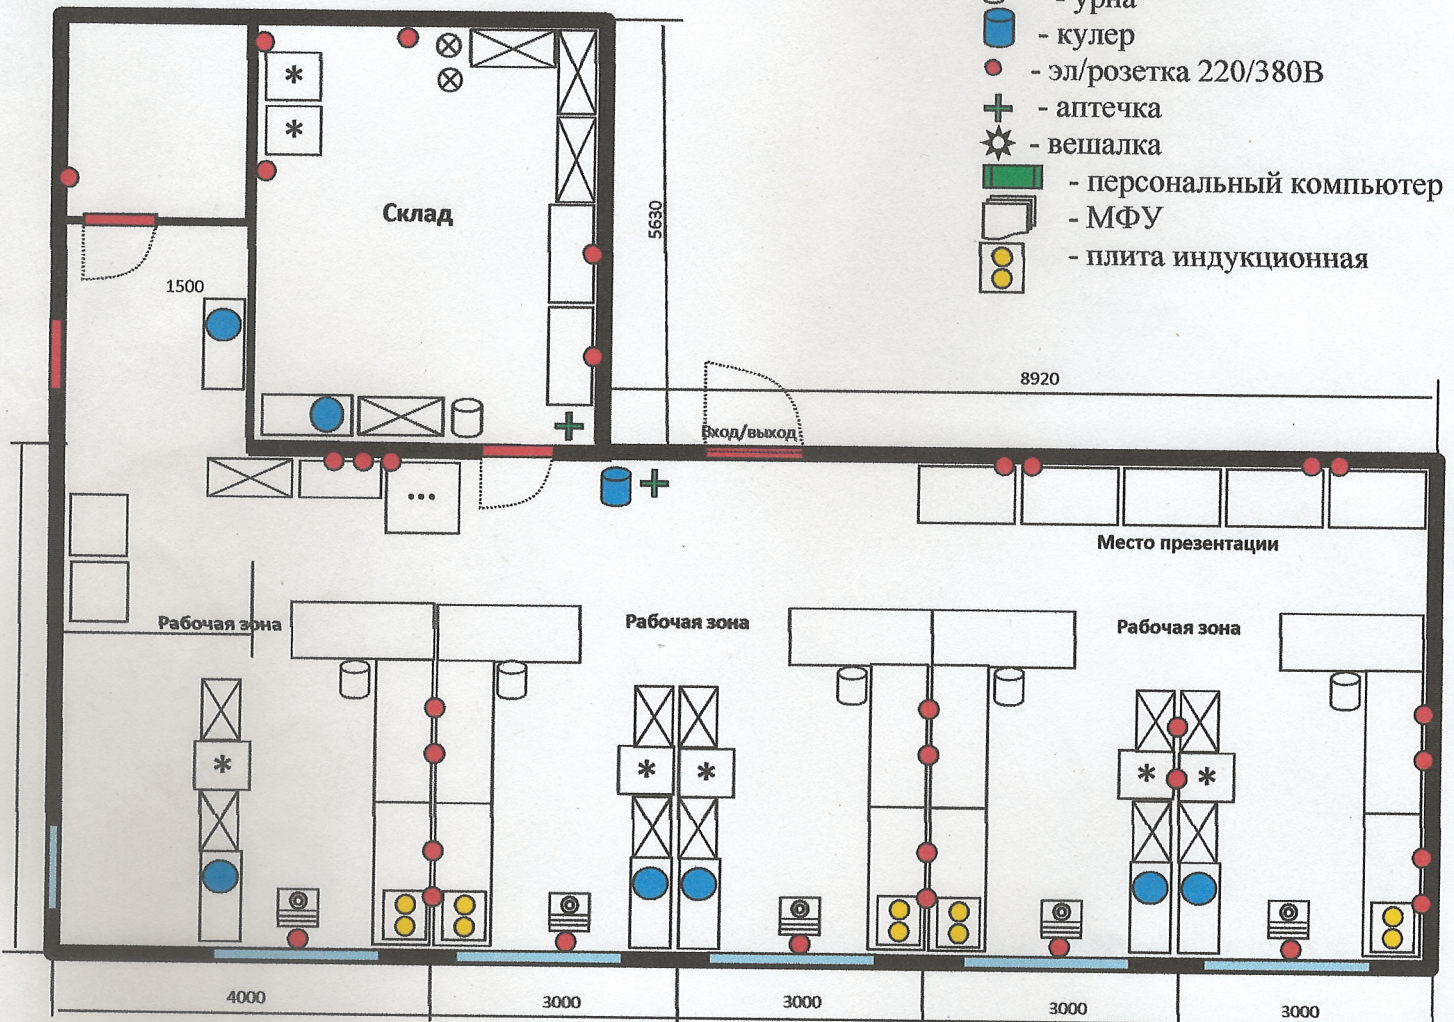 - урна
- кулер
- эл/розетка 220/380В
- аптечка
- вешалка
- персональный компьютер
- МФУ
- плита индукционная
*
*
Склад
5630
1500
8920
Вход/выход
...
Место презентации
Рабочая зона
Рабочая зона
Рабочая зона
*
* *
* *
4000
3000
3000
3000
3000